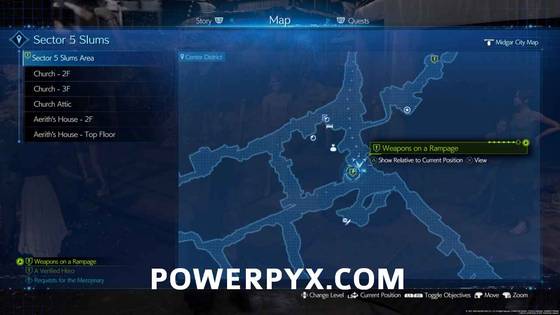 Story Map Quests
Sector 5 Slums
Midgar City Map
Sector 5 Slums Area
Center District
Church - 2F
Church - 3F
Church Attic
Aerith's House - 2F
Aerith's House - Top Floor
Weapons on a Rampage
Show Relative to Current Position View
Weapons on a Rampage
A Verified Hero
Requests for the Mercenary
POWERPYX.COM
Change Level Current Position Toggle Objectives Move Zoom